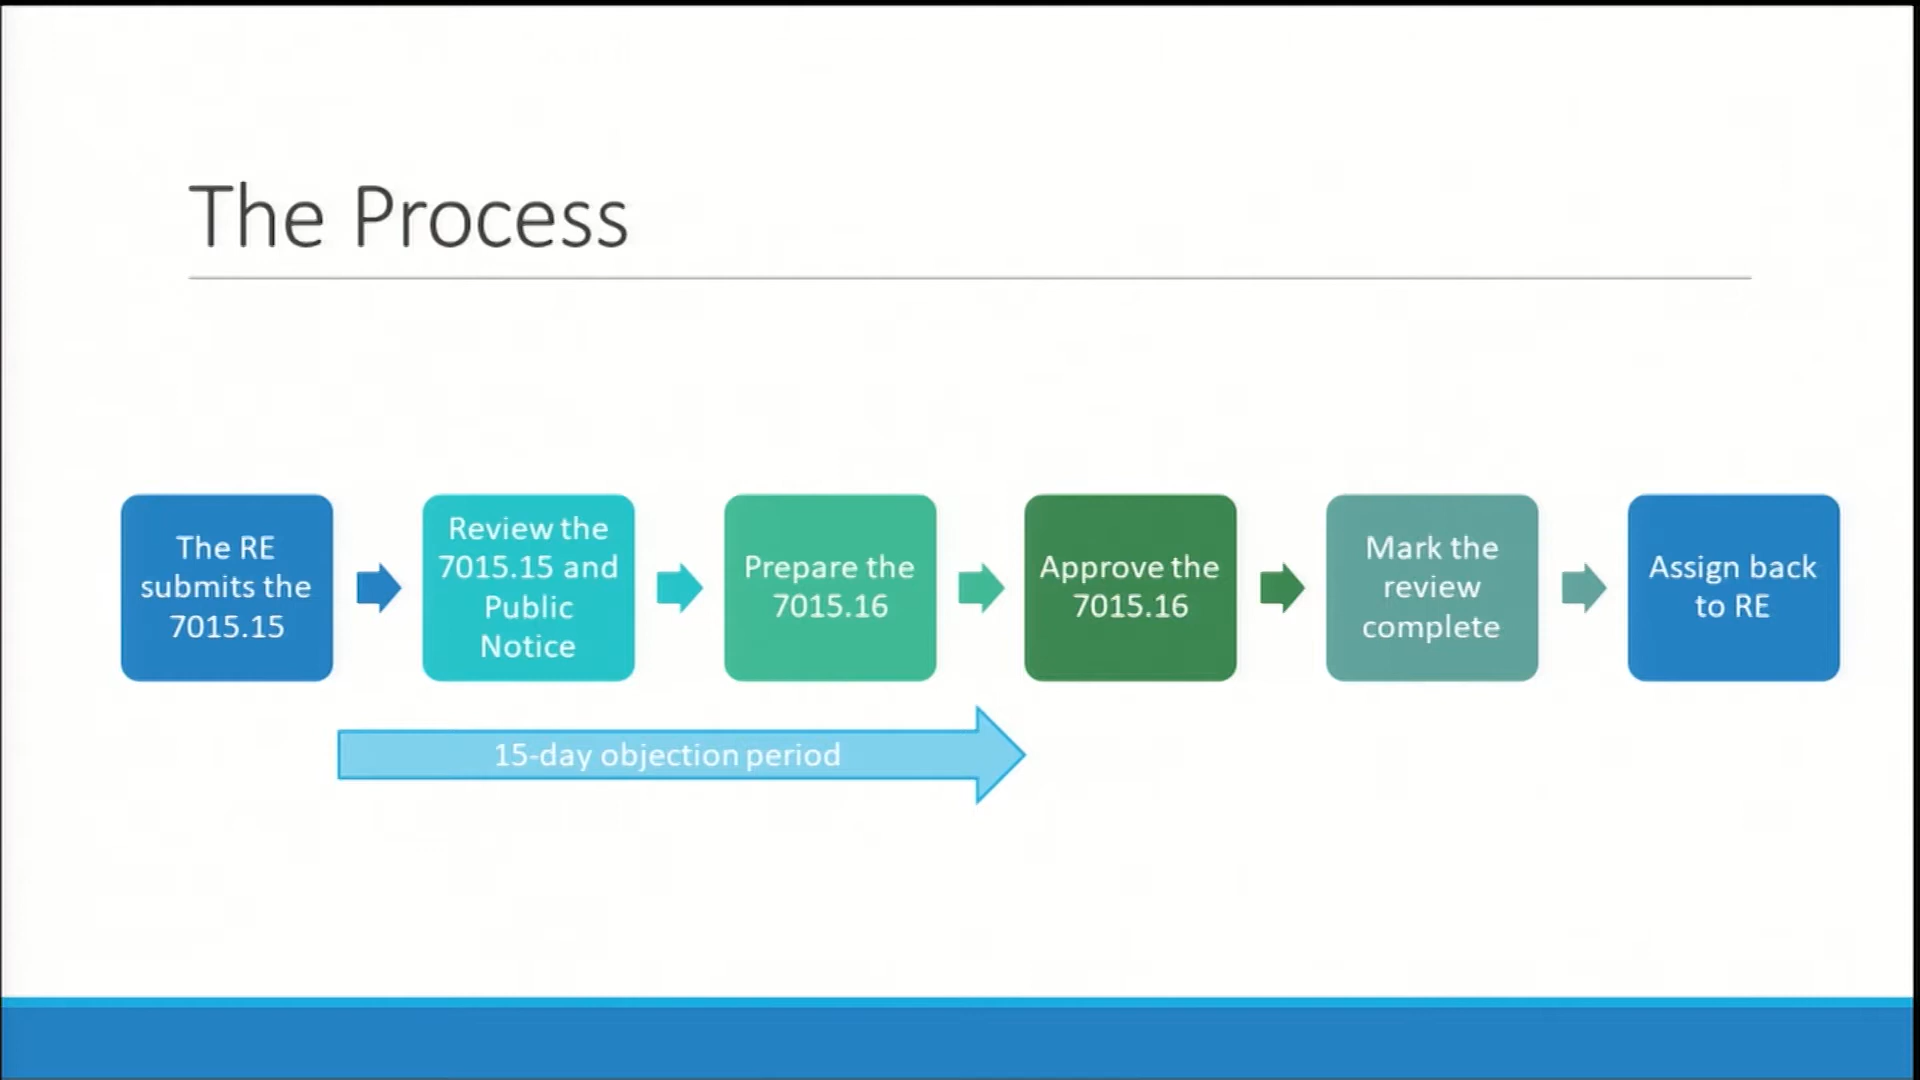 The Process
The RE
submits the
7015.15
Review the
7015.15 and
Public
Notice
Prepare the
7015.16
Approve the
7015.16
Mark the
review
complete
Assign back
to RE
15-day objection period